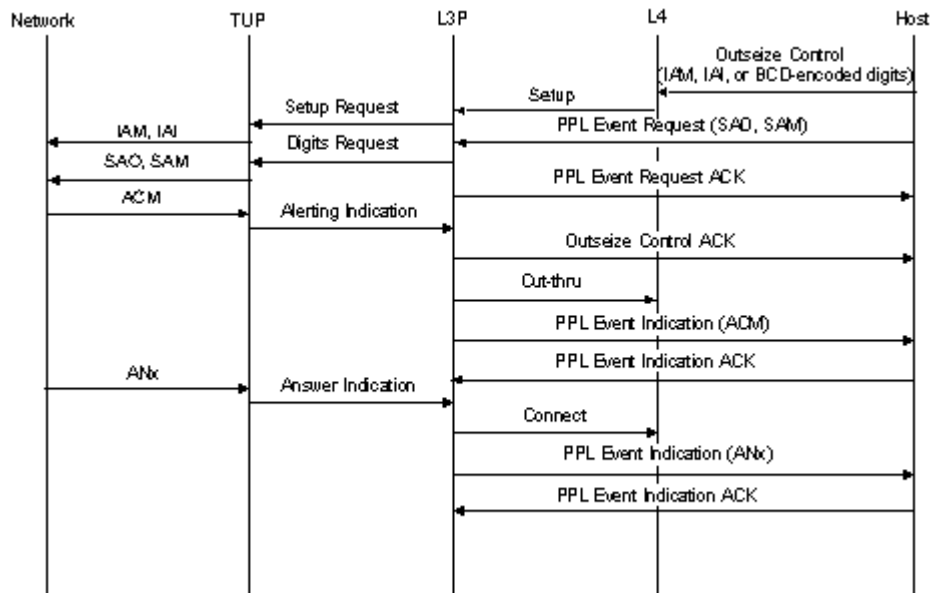 Network TUP L3P L4 Host
Outseize Control
(IAM, IAI, or BCD-encoded digits)
Setup
Setup Request
PPL Event Request (SAO, SAM)
IAM, IAI
Digits Request
SAO, SAM
PPL Event Request ACK
ACM
Alerting Indication
Outseize Control ACK
Cut-thru
PPL Event Indication (ACM)
PPL Event Indication ACK
ANx
Answer Indication
Connect
PPL Event Indication (ANx)
PPL Event Indication ACK